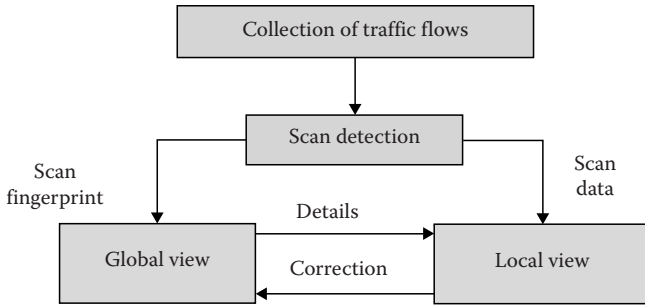 Collection of traffic flows
Scan detection
Scan
fingerprint
Scan
data
Details
Global view
Local view
Correction